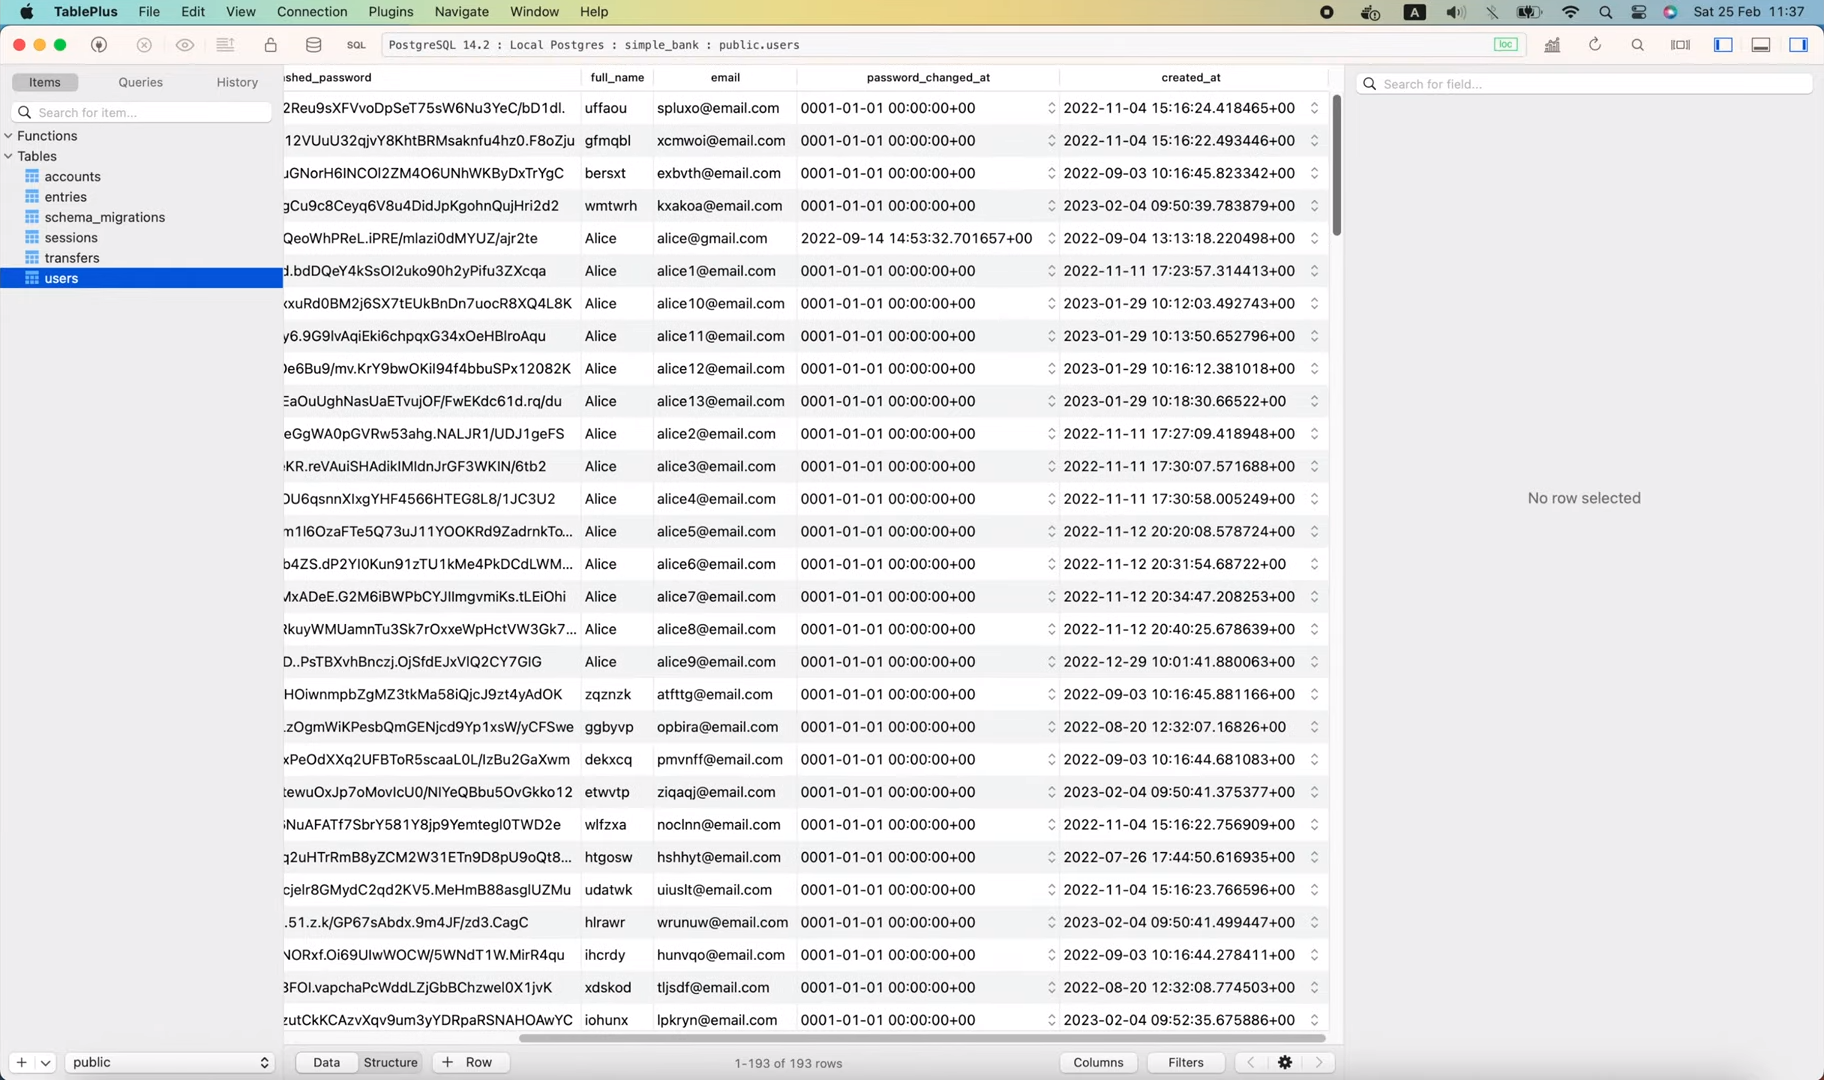 TablePlus File Edit View Connection Plugins Navigate Window Help A Sat 25 Feb 11:37
SQL PostgreSQL 14.2 : Local Postgres : simple_bank : public.users loc
Items Queries History
Search for item...
Functions
Tables
accounts
entries
schema_migrations
sessions
transfers
users
shed_password full_name email password_changed_at created_at
2Reu9sXFVvoDpSeT75sW6Nu3YeC/bD1dl. uffaou spluxo@email.com 0001-01-01 00:00:00+00 2022-11-04 15:16:24.418465+00
12VUuU32qjvY8KhtBRMsaknfu4hz0.F8oZju gfmqbl xcmwoi@email.com 0001-01-01 00:00:00+00 2022-11-04 15:16:22.493446+00
uGNorH6INCOl2ZM4O6UNhWKByDxTrYgC bersxt exbvth@email.com 0001-01-01 00:00:00+00 2022-09-03 10:16:45.823342+00
gCu9c8Ceyq6V8u4DidJpKgohnQujHri2d2 wmtwrh kxakoa@email.com 0001-01-01 00:00:00+00 2023-02-04 09:50:39.783879+00
QeoWhPReL.iPRE/mlazi0dMYUZ/ajr2te Alice alice@gmail.com 2022-09-14 14:53:32.701657+00 2022-09-04 13:13:18.220498+00
d.bdDQeY4kSsOl2uko90h2yPifu3ZXcqa Alice alice1@email.com 0001-01-01 00:00:00+00 2022-11-11 17:23:57.314413+00
xuRd0BM2j6SX7tEUkBnDn7uocR8XQ4L8K Alice alice10@email.com 0001-01-01 00:00:00+00 2023-01-29 10:12:03.492743+00
y6.9G9lvAqiEki6chpqxG34xOeHBlroAqu Alice alice11@email.com 0001-01-01 00:00:00+00 2023-01-29 10:13:50.652796+00
De6Bu9/mv.KrY9bwOKil94f4bbuSPx12082K Alice alice12@email.com 0001-01-01 00:00:00+00 2023-01-29 10:16:12.381018+00
EaOuUghNasUaETvujOF/FwEKdc61d.rq/du Alice alice13@email.com 0001-01-01 00:00:00+00 2023-01-29 10:18:30.66522+00
eGgWA0pGVRw53ahg.NALJR1/UDJ1geFS Alice alice2@email.com 0001-01-01 00:00:00+00 2022-11-11 17:27:09.418948+00
eKR.reVAuiSHAdikIMldnJrGF3WKIN/6tb2 Alice alice3@email.com 0001-01-01 00:00:00+00 2022-11-11 17:30:07.571688+00
OU6qsnnXIxgYHF4566HTEG8L8/1JC3U2 Alice alice4@email.com 0001-01-01 00:00:00+00 2022-11-11 17:30:58.005249+00
m1l6OzaFTe5Q73uJ11YOOKRd9ZadrnkTo... Alice alice5@email.com 0001-01-01 00:00:00+00 2022-11-12 20:20:08.578724+00
b4ZS.dP2Yl0Kun91zTU1kMe4PkDCdLWM... Alice alice6@email.com 0001-01-01 00:00:00+00 2022-11-12 20:31:54.68722+00
MxADeE.G2M6iBWPbCYJIImgvmiKs.tLEiOhi Alice alice7@email.com 0001-01-01 00:00:00+00 2022-11-12 20:34:47.208253+00
RkuyWMUamnTu3Sk7rOxxeWpHctVW3Gk7... Alice alice8@email.com 0001-01-01 00:00:00+00 2022-11-12 20:40:25.678639+00
D..PsTBXvhBnczj.OjSfdEJxVlQ2CY7GIG Alice alice9@email.com 0001-01-01 00:00:00+00 2022-12-29 10:01:41.880063+00
HOiwnmpbZgMZ3tkMa58iQjcJ9zt4yAdOK zqznzk atfttg@email.com 0001-01-01 00:00:00+00 2022-09-03 10:16:45.881166+00
.zOgmWiKPesbQmGENjcd9Yp1xsW/yCFSwe ggbyvp opbira@email.com 0001-01-01 00:00:00+00 2022-08-20 12:32:07.16826+00
xPeOdXXq2UFBToR5scaaL0L/IzBu2GaXwm dekxcq pmvnff@email.com 0001-01-01 00:00:00+00 2022-09-03 10:16:44.681083+00
tewuOxJp7oMovIcU0/NlYeQBbu5OvGkko12 etwvtp ziqaqj@email.com 0001-01-01 00:00:00+00 2023-02-04 09:50:41.375377+00
6NuAFATf7SbrY581Y8jp9Yemtegl0TWD2e wlfzxa noclnn@email.com 0001-01-01 00:00:00+00 2022-11-04 15:16:22.756909+00
q2uHTrRmB8yZCM2W31ETn9D8pU9oQt8... htgosw hshhyt@email.com 0001-01-01 00:00:00+00 2022-07-26 17:44:50.616935+00
cjelr8GMydC2qd2KV5.MeHmB88asglUZMu udatwk uiuslt@email.com 0001-01-01 00:00:00+00 2022-11-04 15:16:23.766596+00
.51.z.k/GP67sAbdx.9m4JF/zd3.CagC hlrawr wrunuw@email.com 0001-01-01 00:00:00+00 2023-02-04 09:50:41.499447+00
NORxf.Oi69UIwWOCW/5WNdT1W.MirR4qu ihcrdy hunvqo@email.com 0001-01-01 00:00:00+00 2022-09-03 10:16:44.278411+00
3FOI.vapchaPcWddLZjGbBChzwel0X1jvK xdskod tljsdf@email.com 0001-01-01 00:00:00+00 2022-08-20 12:32:08.774503+00
zutCkKCAzvXqv9um3yYDRpaRSNAHOAwYC iohunx lpkryn@email.com 0001-01-01 00:00:00+00 2023-02-04 09:52:35.675886+00
Search for field...
No row selected
public Data Structure + Row 1-193 of 193 rows Columns Filters